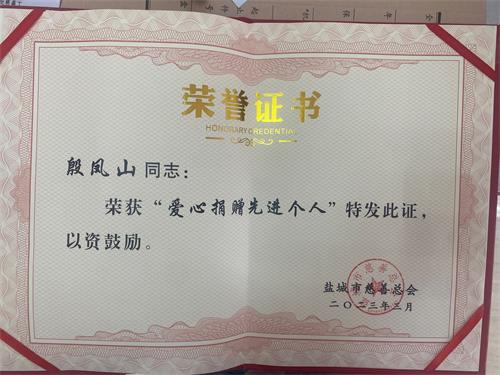 荣誉证书
HONORARY CREDENTIAL
殷凤山同志:
荣获“爱心捐赠先进个人”特发此证,
以资鼓励。
盐城市慈善总会
二〇二三年三月